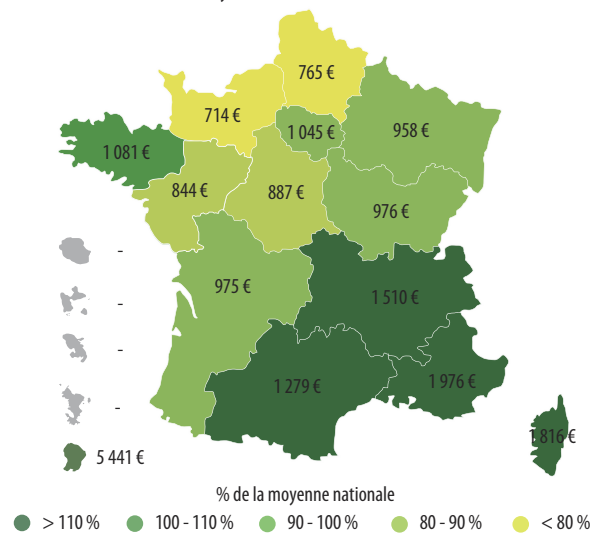 765 €
714 €
1 045 €
958 €
1 081 €
844 €
887 €
976 €
-
975 €
1 510 €
-
-
1 279 €
1 976 €
-
1 816 €
5 441 €
% de la moyenne nationale
> 110 % 100 - 110 % 90 - 100 % 80 - 90 % < 80 %